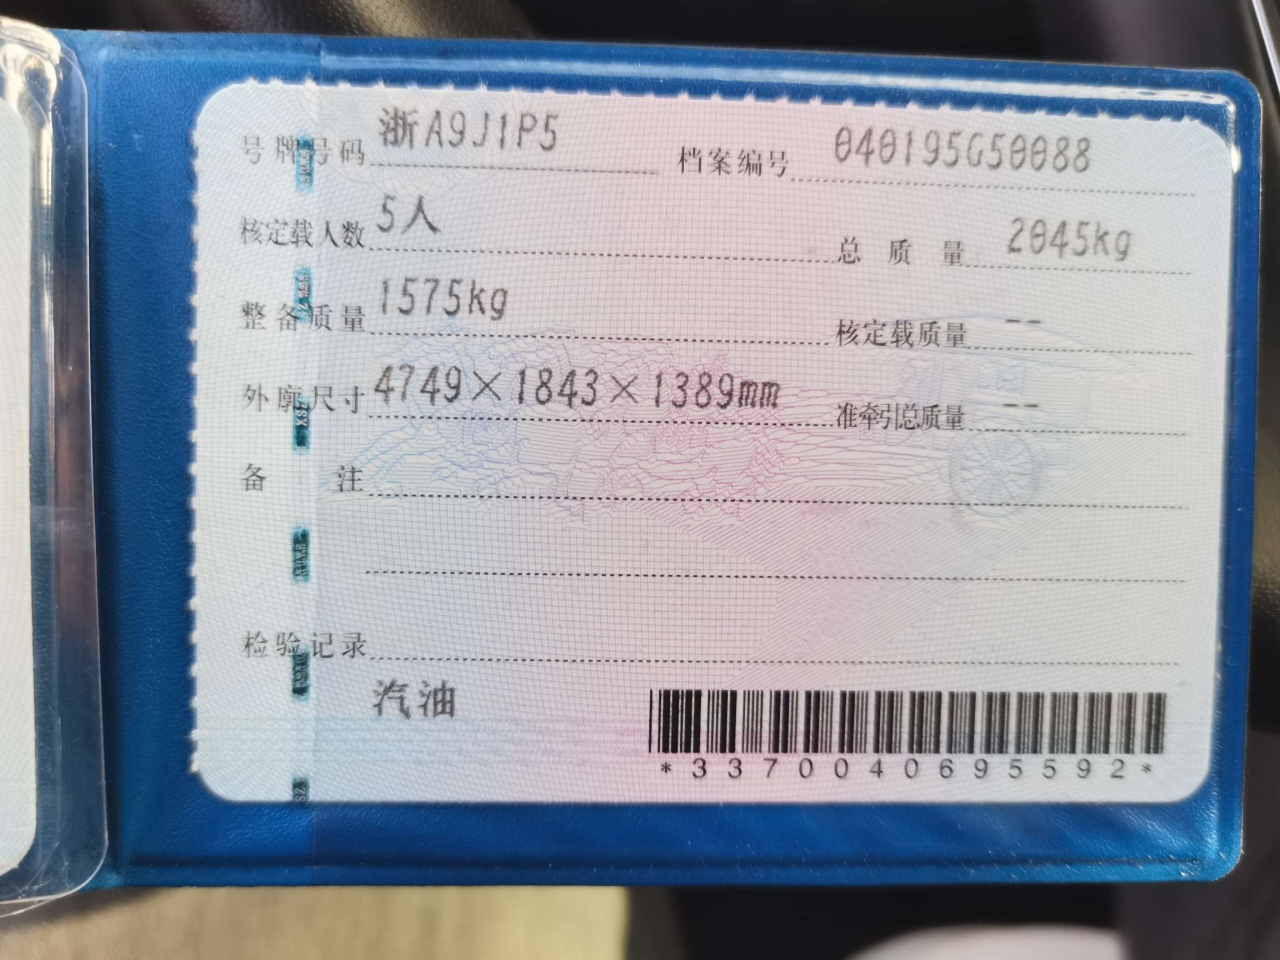 号牌号码 浙A9J1P5 档案编号 040195G50088
核定载人数 5人 总质量 2045kg
整备质量 1575kg 核定载质量 --
外廓尺寸 4749×1843×1389mm 准牵引总质量 --
备注
检验记录
汽油
*337004069 5592*